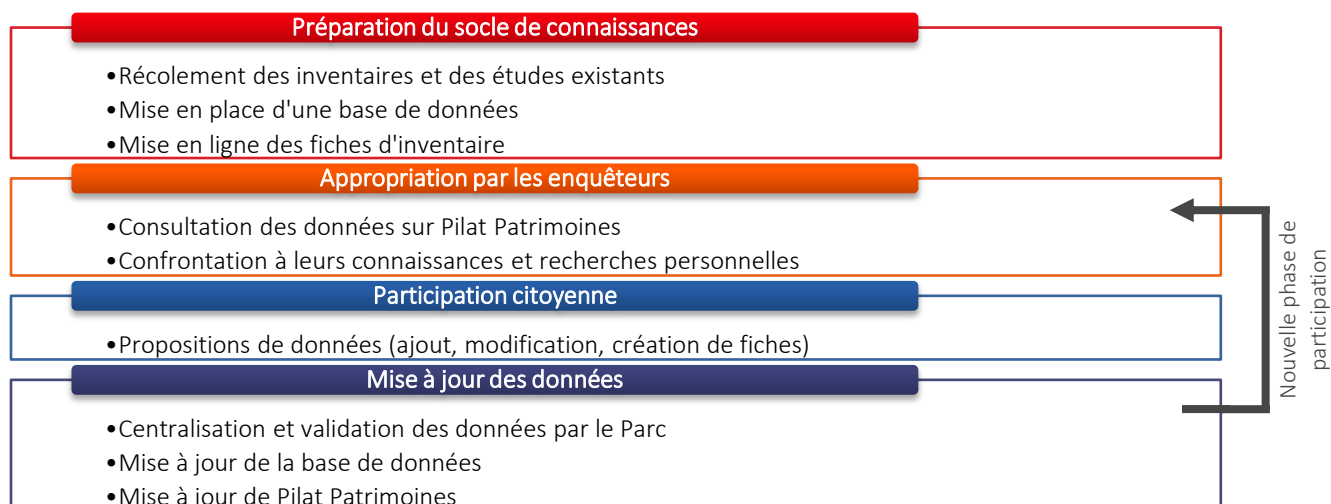 Préparation du socle de connaissances
•Récolement des inventaires et des études existants
•Mise en place d'une base de données
•Mise en ligne des fiches d'inventaire
Appropriation par les enquêteurs
•Consultation des données sur Pilat Patrimoines
•Confrontation à leurs connaissances et recherches personnelles
Participation citoyenne
•Propositions de données (ajout, modification, création de fiches)
Mise à jour des données
•Centralisation et validation des données par le Parc
•Mise à jour de la base de données
•Mise à jour de Pilat Patrimoines
Nouvelle phase de
participation